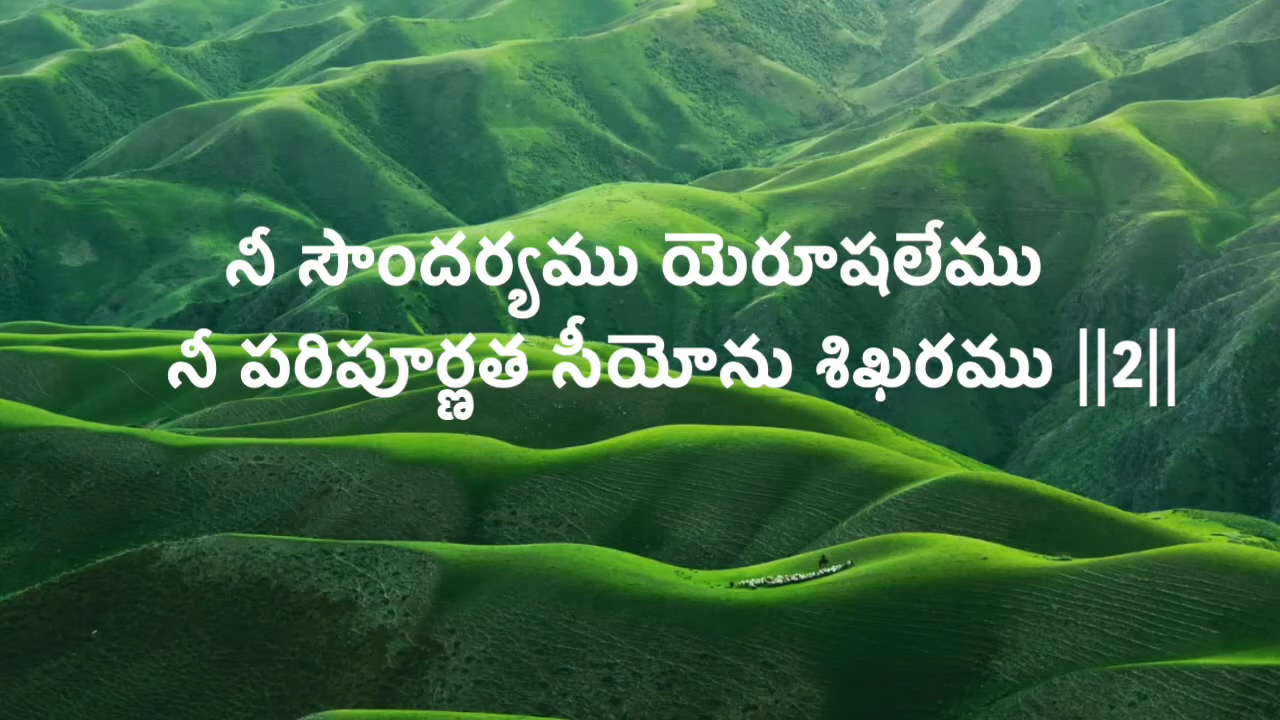 నీ సౌందర్యము యెరూషలేము
నీ పరిపూర్ణత సీయోను శిఖరము ||2||